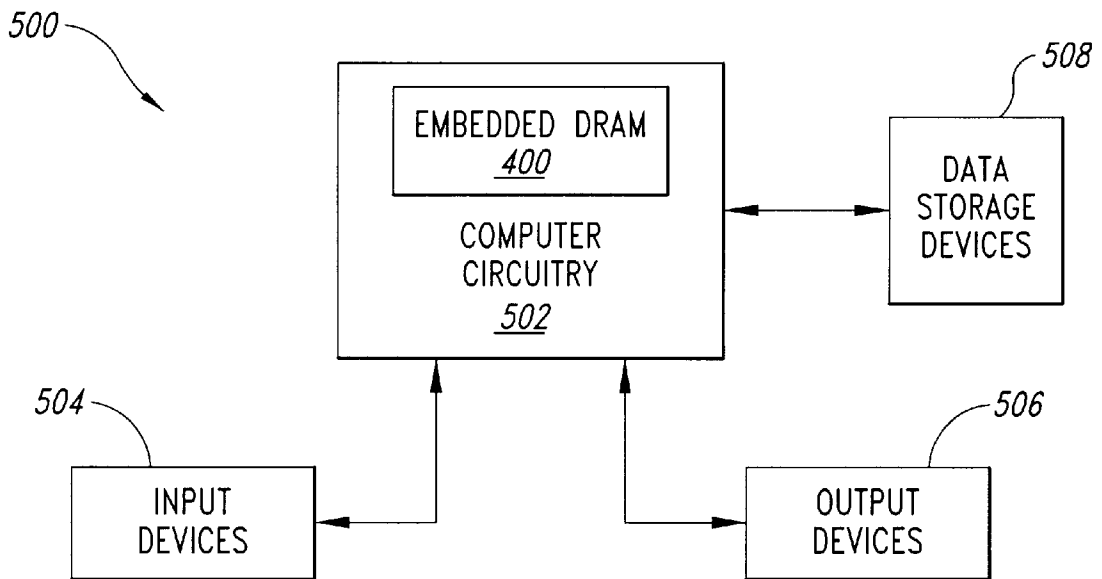 500
508
EMBEDDED DRAM
400
DATA
STORAGE
DEVICES
COMPUTER
CIRCUITRY
502
504
506
INPUT
DEVICES
OUTPUT
DEVICES